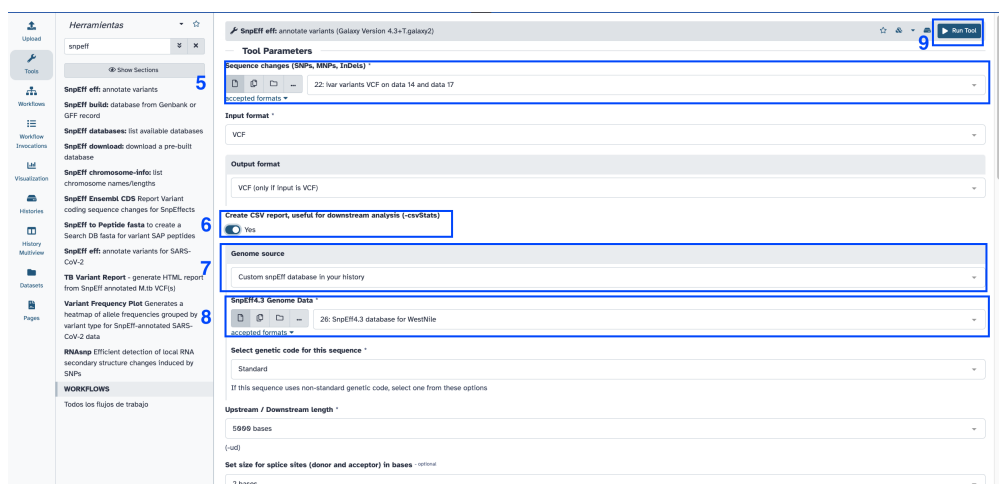 Upload
Tools
Workflows
Workflow
Invocations
Visualization
Histories
History
Multiview
Datasets
Pages
Herramientas
snpeff
Show Sections
5
SnpEff eff: annotate variants
SnpEff build: database from Genbank or
GFF record
SnpEff databases: list available databases
SnpEff download: download a pre-built
database
SnpEff chromosome-info: list
chromosome names/lengths
SnpEff Ensembl CDS Report Variant
coding sequence changes for SnpEffects
SnpEff to Peptide fasta to create a
Search DB fasta for variant SAP peptides
SnpEff eff: annotate variants for SARS-
CoV-2
TB Variant Report - generate HTML report
from SnpEff annotated M.tb VCF(s)
Variant Frequency Plot Generates a
heatmap of allele frequencies grouped by
variant type for SnpEff-annotated SARS-
CoV-2 data
RNAsnp Efficient detection of local RNA
secondary structure changes induced by
SNPs
WORKFLOWS
Todos los flujos de trabajo
SnpEff eff: annotate variants (Galaxy Version 4.3+T.galaxy2)
9
Run Tool
Tool Parameters
Sequence changes (SNPs, MNPs, InDels) *
22: ivar variants VCF on data 14 and data 17
accepted formats
Input format *
VCF
Output format
VCF (only if input is VCF)
6
Create CSV report, useful for downstream analysis (-csvStats)
Yes
7
Genome source
Custom snpEff database in your history
8
SnpEff4.3 Genome Data *
26: SnpEff4.3 database for WestNile
accepted formats
Select genetic code for this sequence *
Standard
If this sequence uses non-standard genetic code, select one from these options
Upstream / Downstream length *
5000 bases
(-ud)
Set size for splice sites (donor and acceptor) in bases - optional
2 bases